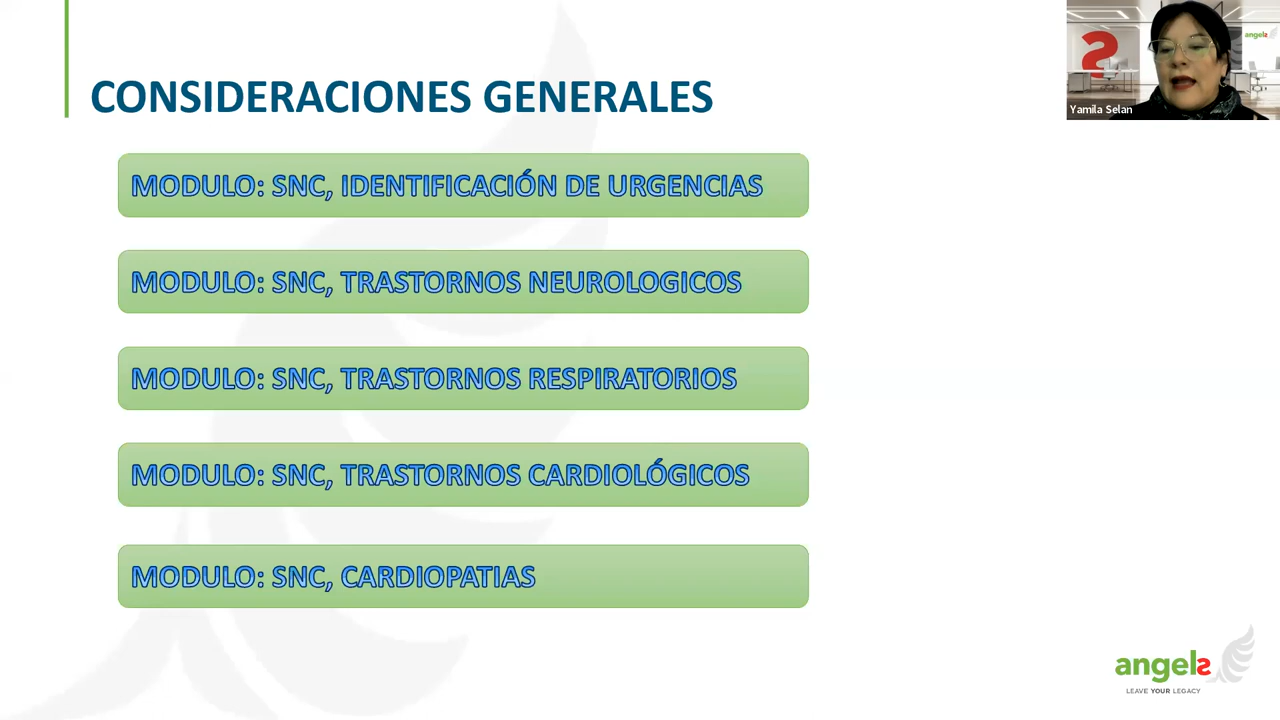 CONSIDERACIONES GENERALES
MODULO: SNC, IDENTIFICACIÓN DE URGENCIAS
MODULO: SNC, TRASTORNOS NEUROLOGICOS
MODULO: SNC, TRASTORNOS RESPIRATORIOS
MODULO: SNC, TRASTORNOS CARDIOLÓGICOS
MODULO: SNC, CARDIOPATIAS
angels
Yamila Selan
angels
LEAVE YOUR LEGACY